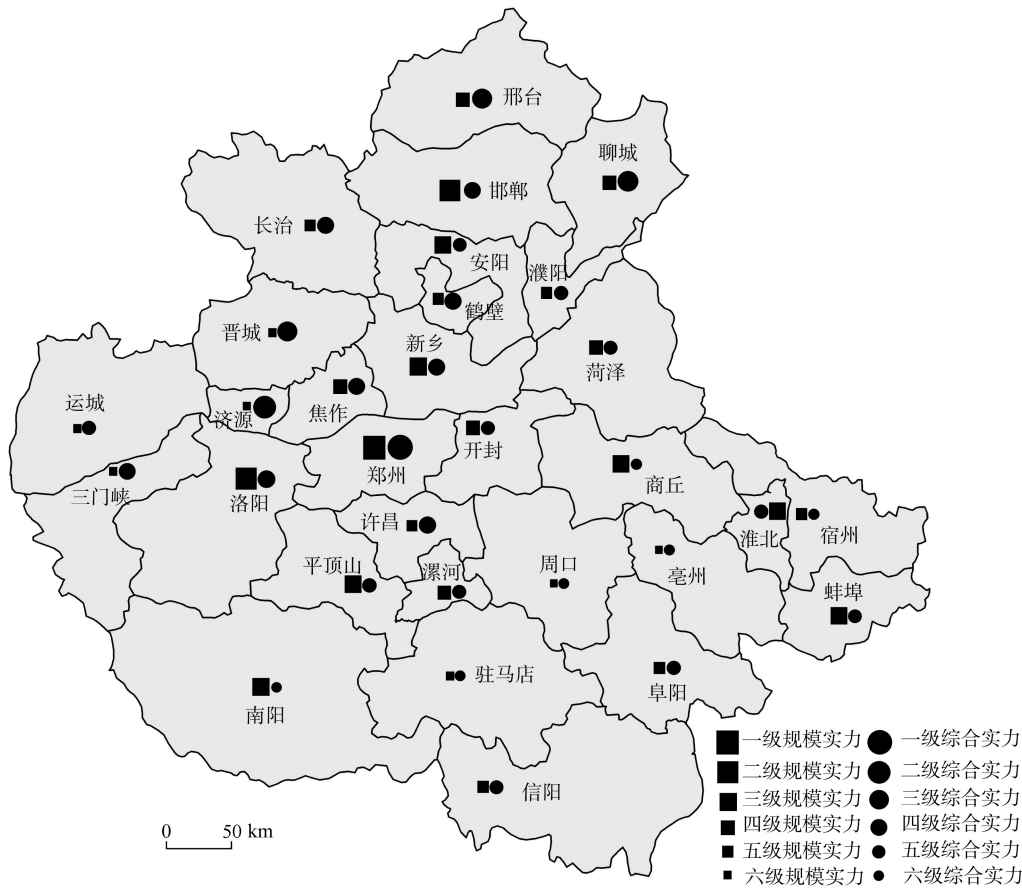 邢台
聊城
邯郸
长治
安阳
濮阳
鹤壁
晋城
新乡
菏泽
运城
济源
焦作
开封
郑州
商丘
三门峡
洛阳
许昌
淮北
宿州
平顶山
漯河
周口
亳州
蚌埠
驻马店
阜阳
南阳
信阳
一级规模实力 一级综合实力
二级规模实力 二级综合实力
三级规模实力 三级综合实力
四级规模实力 四级综合实力
五级规模实力 五级综合实力
六级规模实力 六级综合实力
0 50 km